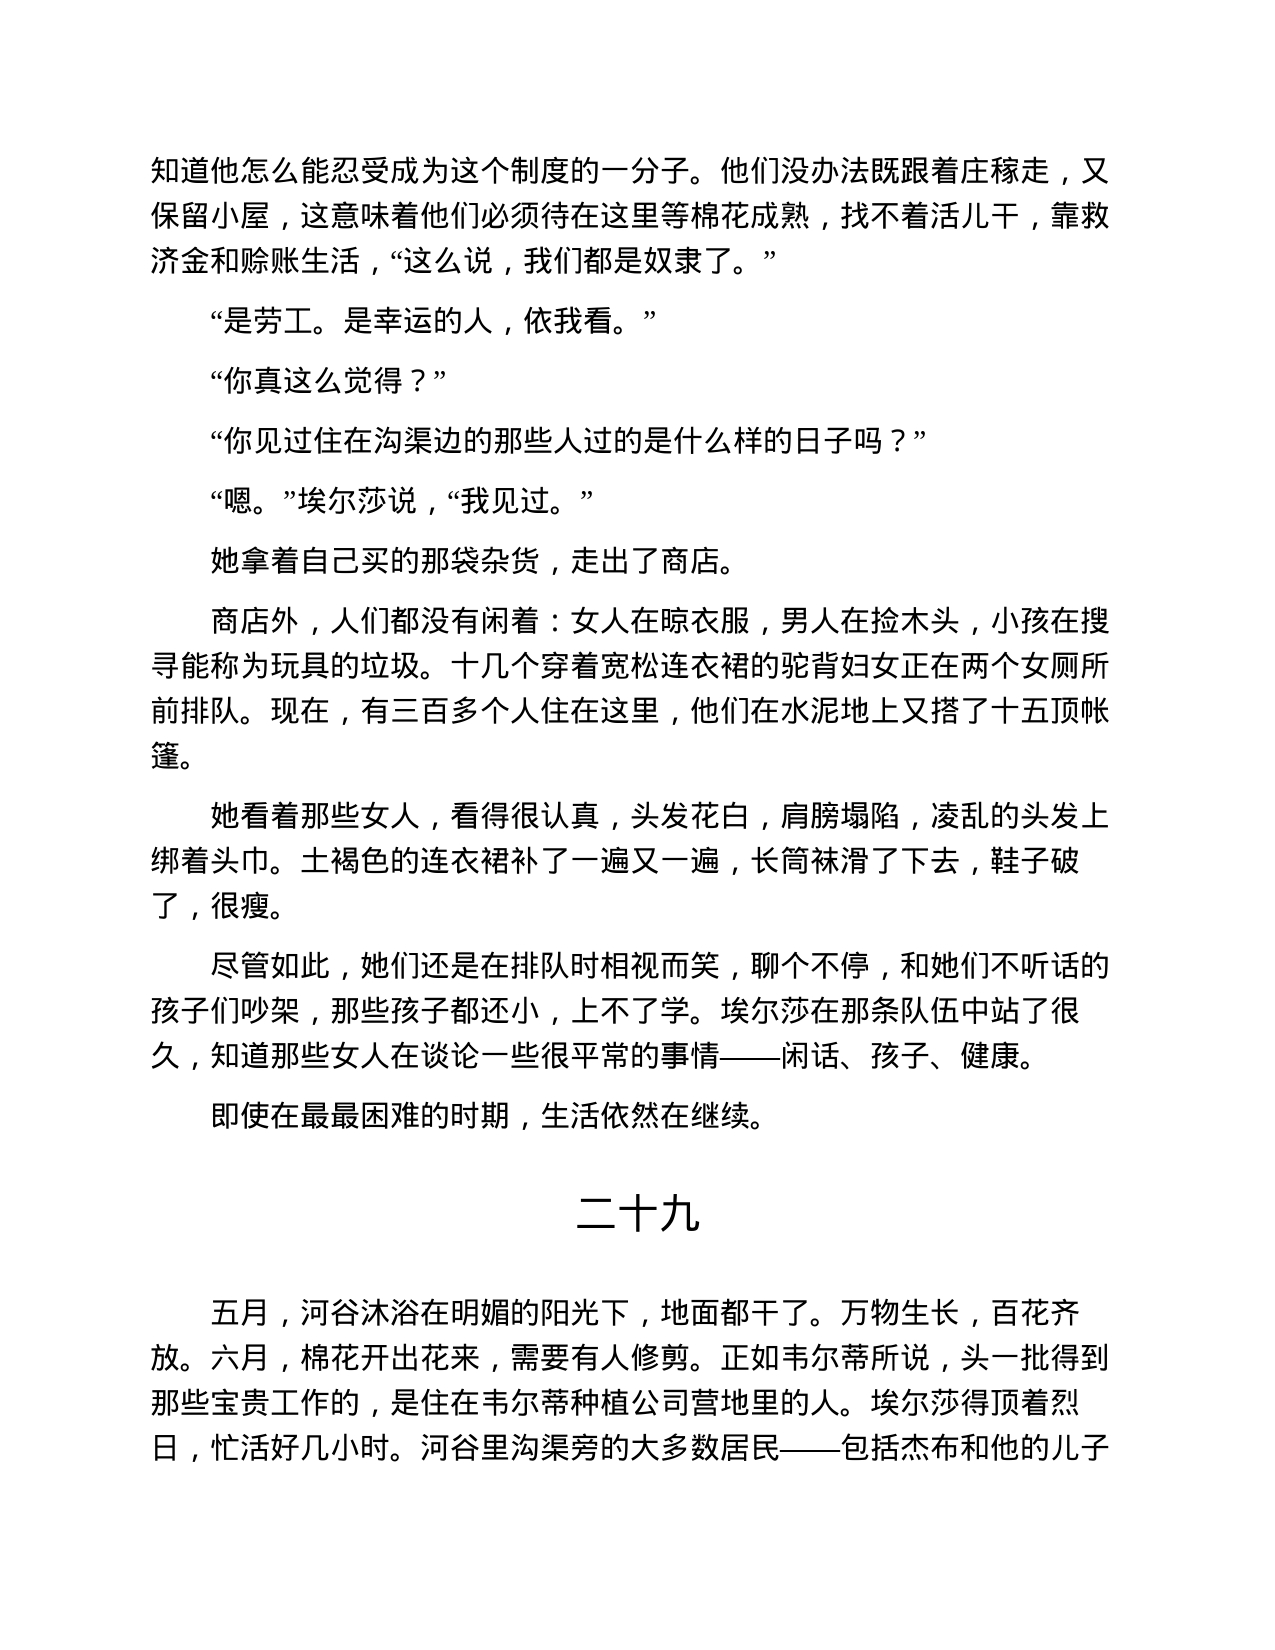 知道他怎么能忍受成为这个制度的一分子。他们没办法既跟着庄稼走，又
保留小屋，这意味着他们必须待在这里等棉花成熟，找不着活儿干，靠救
济金和赊账生活，“这么说，我们都是奴隶了。”
“是劳工。是幸运的人，依我看。”
“你真这么觉得？”
“你见过住在沟渠边的那些人过的是什么样的日子吗？”
“嗯。”埃尔莎说，“我见过。”
她拿着自己买的那袋杂货，走出了商店。
商店外，人们都没有闲着：女人在晾衣服，男人在捡木头，小孩在搜
寻能称为玩具的垃圾。十几个穿着宽松连衣裙的驼背妇女正在两个女厕所
前排队。现在，有三百多个人住在这里，他们在水泥地上又搭了十五顶帐
篷。
她看着那些女人，看得很认真，头发花白，肩膀塌陷，凌乱的头发上
绑着头巾。土褐色的连衣裙补了一遍又一遍，长筒袜滑了下去，鞋子破
了，很瘦。
尽管如此，她们还是在排队时相视而笑，聊个不停，和她们不听话的
孩子们吵架，那些孩子都还小，上不了学。埃尔莎在那条队伍中站了很
久，知道那些女人在谈论一些很平常的事情——闲话、孩子、健康。
即使在最最困难的时期，生活依然在继续。
二十九
五月，河谷沐浴在明媚的阳光下，地面都干了。万物生长，百花齐
放。六月，棉花开出花来，需要有人修剪。正如韦尔蒂所说，头一批得到
那些宝贵工作的，是住在韦尔蒂种植公司营地里的人。埃尔莎得顶着烈
日，忙活好几小时。河谷里沟渠旁的大多数居民——包括杰布和他的儿子